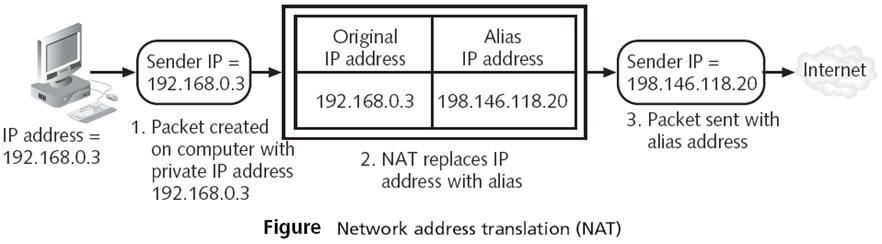 IP address =
192.168.0.3
Sender IP =
192.168.0.3
1. Packet created
on computer with
private IP address
192.168.0.3
Original
IP address
Alias
IP address
192.168.0.3
198.146.118.20
2. NAT replaces IP
address with alias
Sender IP =
198.146.118.20
3. Packet sent with
alias address
Internet
Figure Network address translation (NAT)